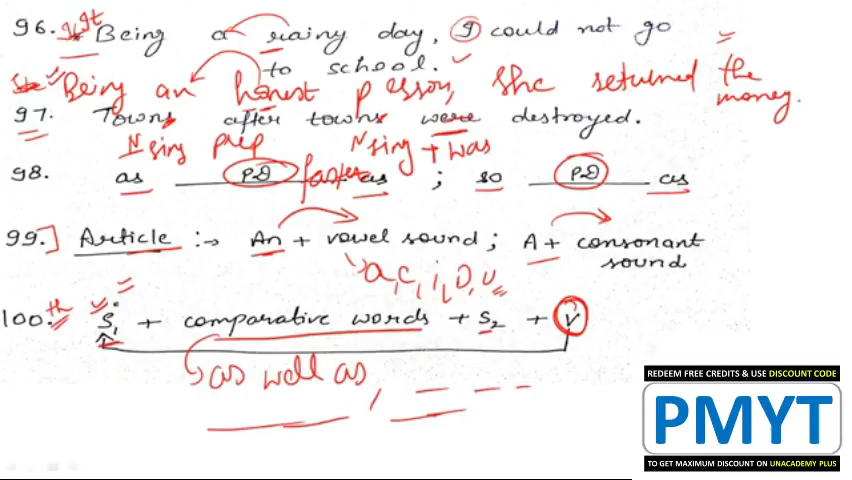 96. It Being a rainy day, I could not go
to school.
Being an honest person, she returned the
money.
97. Towns after towns were destroyed.
N sing prep N sing + was
98. as PD as ; so PD as
faster
99. Article :→ An + vowel sound ; A + consonant
sound
a, e, i, o, u
100.th S1 + comparative words + S2 + V
as well as,
REDEEM FREE CREDITS & USE DISCOUNT CODE
PMYT
TO GET MAXIMUM DISCOUNT ON UNACADEMY PLUS